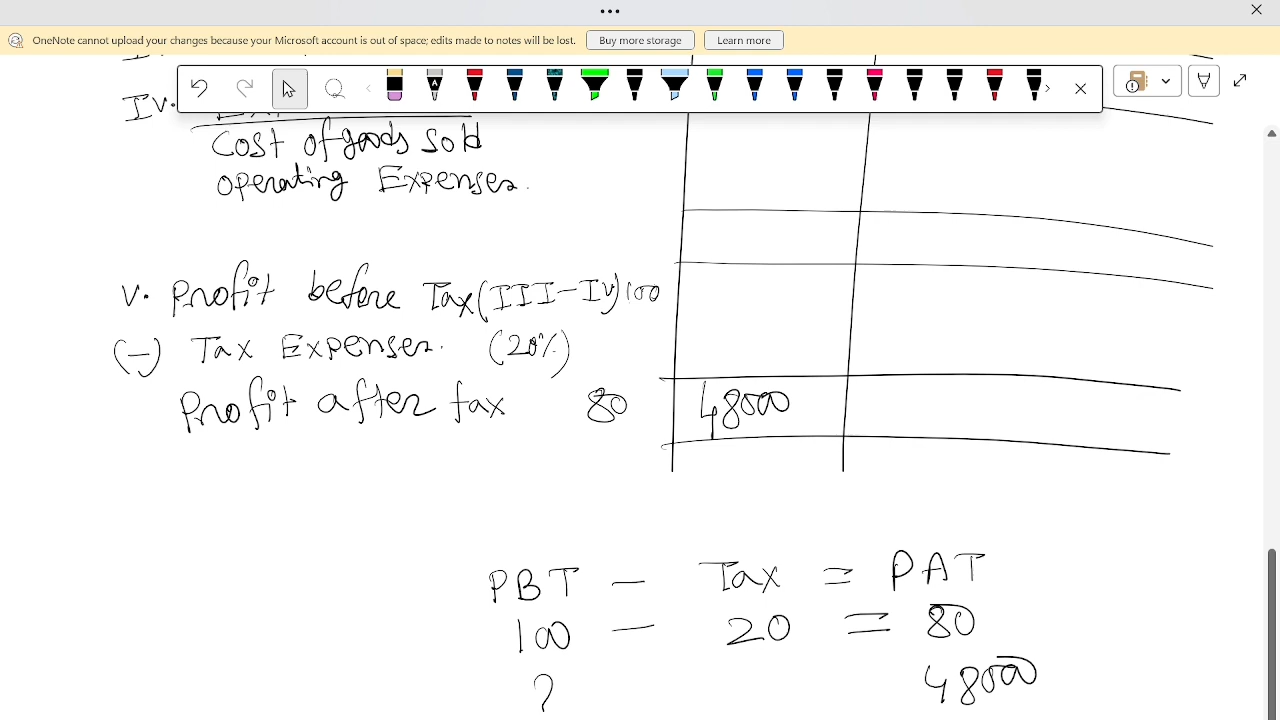 OneNote cannot upload your changes because your Microsoft account is out of space; edits made to notes will be lost. Buy more storage Learn more
IV.
Cost of goods sold
operating Expenses.
V. Profit before Tax (III-IV) 100
(-) Tax Expenses. (20%)
Profit after tax 80 48000
PBT - Tax = PAT
100 - 20 = 80
? 48000